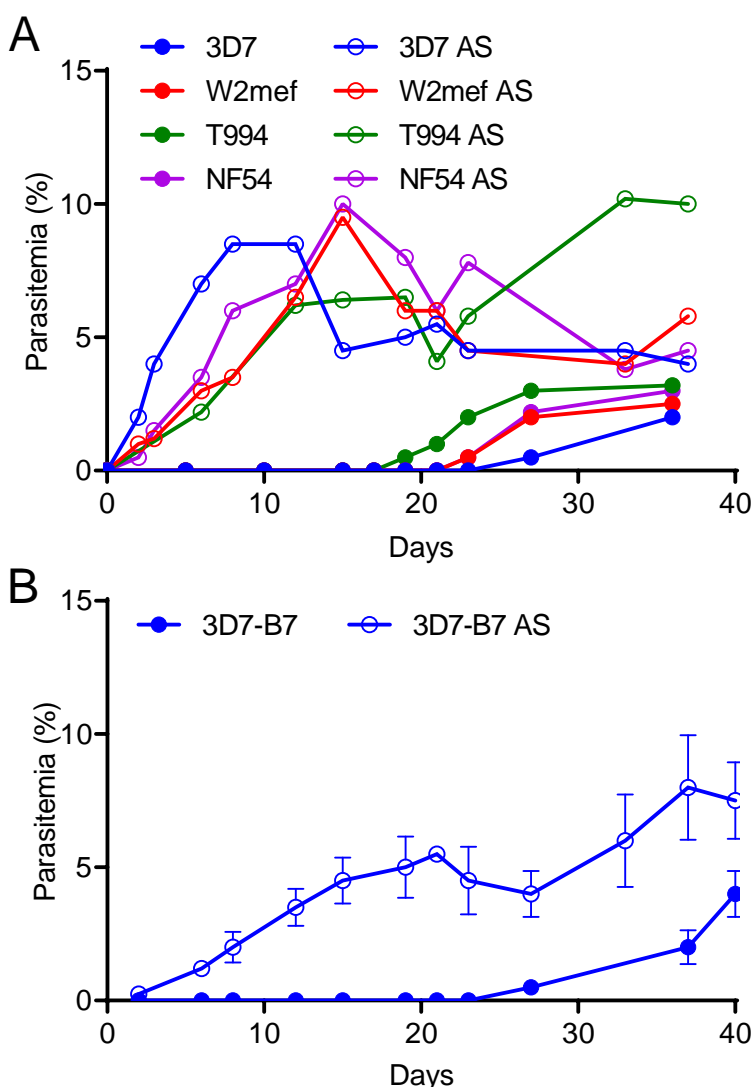 A
3D7 3D7 AS
W2mef W2mef AS
T994 T994 AS
NF54 NF54 AS
15
10
5
0
Parasitemia (%)
0 10 20 30 40
Days
B
3D7-B7 3D7-B7 AS
15
10
5
0
Parasitemia (%)
0 10 20 30 40
Days